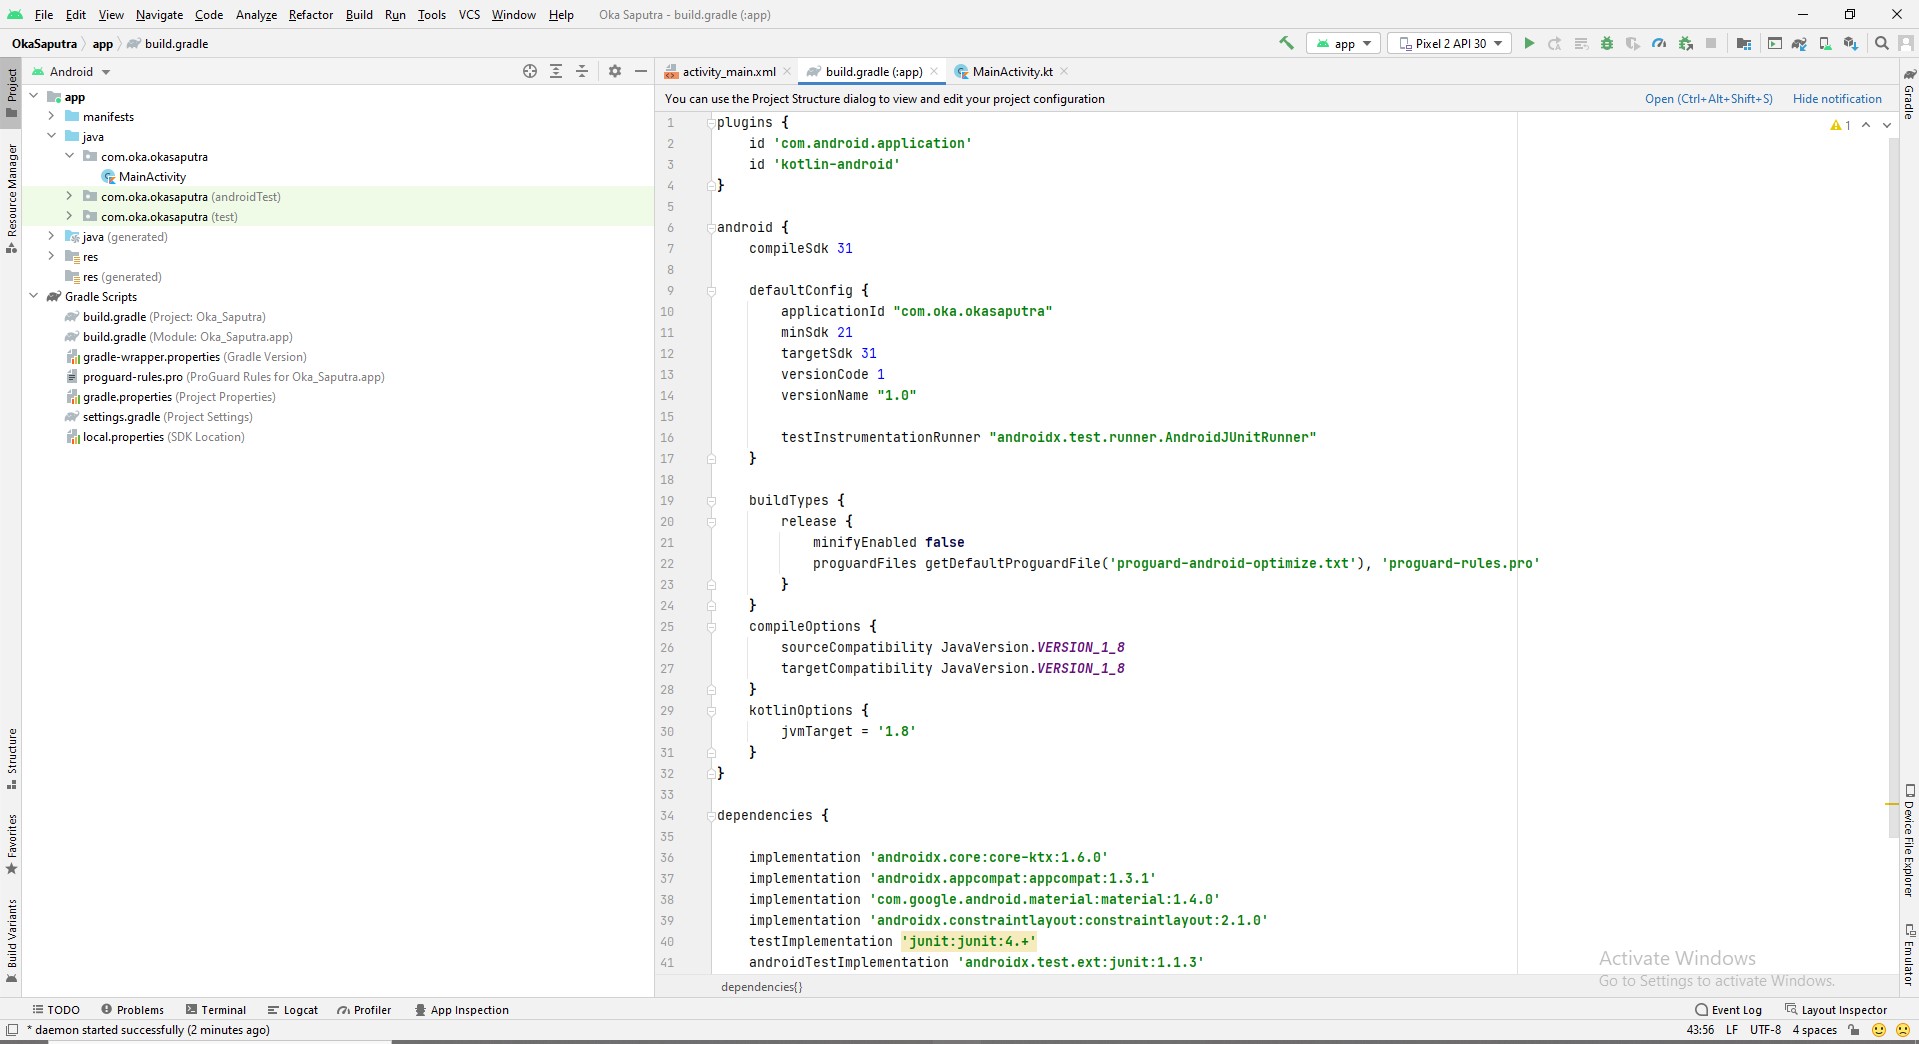 File Edit View Navigate Code Analyze Refactor Build Run Tools VCS Window Help Oka Saputra - build.gradle (:app)
OkaSaputra app build.gradle
app
Pixel 2 API 30
Project
Resource Manager
Structure
Favorites
Build Variants
Android
app
manifests
java
com.oka.okasaputra
MainActivity
com.oka.okasaputra (androidTest)
com.oka.okasaputra (test)
java (generated)
res
res (generated)
Gradle Scripts
build.gradle (Project: Oka_Saputra)
build.gradle (Module: Oka_Saputra.app)
gradle-wrapper.properties (Gradle Version)
proguard-rules.pro (ProGuard Rules for Oka_Saputra.app)
gradle.properties (Project Properties)
settings.gradle (Project Settings)
local.properties (SDK Location)
activity_main.xml build.gradle (:app) MainActivity.kt
You can use the Project Structure dialog to view and edit your project configuration Open (Ctrl+Alt+Shift+S) Hide notification
1
1 plugins {
2 id 'com.android.application'
3 id 'kotlin-android'
4 }
5
6 android {
7 compileSdk 31
8
9 defaultConfig {
10 applicationId "com.oka.okasaputra"
11 minSdk 21
12 targetSdk 31
13 versionCode 1
14 versionName "1.0"
15
16 testInstrumentationRunner "androidx.test.runner.AndroidJUnitRunner"
17 }
18
19 buildTypes {
20 release {
21 minifyEnabled false
22 proguardFiles getDefaultProguardFile('proguard-android-optimize.txt'), 'proguard-rules.pro'
23 }
24 }
25 compileOptions {
26 sourceCompatibility JavaVersion.VERSION_1_8
27 targetCompatibility JavaVersion.VERSION_1_8
28 }
29 kotlinOptions {
30 jvmTarget = '1.8'
31 }
32 }
33
34 dependencies {
35
36 implementation 'androidx.core:core-ktx:1.6.0'
37 implementation 'androidx.appcompat:appcompat:1.3.1'
38 implementation 'com.google.android.material:material:1.4.0'
39 implementation 'androidx.constraintlayout:constraintlayout:2.1.0'
40 testImplementation 'junit:junit:4.+'
41 androidTestImplementation 'androidx.test.ext:junit:1.1.3'
dependencies{}
Gradle
Device File Explorer
Emulator
Activate Windows
Go to Settings to activate Windows.
TODO Problems Terminal Logcat Profiler App Inspection Event Log Layout Inspector
* daemon started successfully (2 minutes ago) 43:56 LF UTF-8 4 spaces